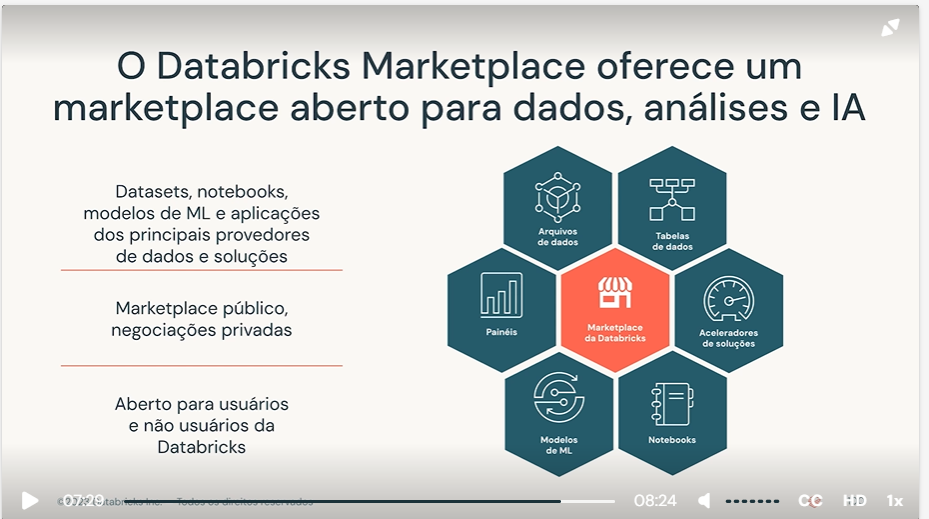 O Databricks Marketplace oferece um
marketplace aberto para dados, análises e IA
Datasets, notebooks,
modelos de ML e aplicações
dos principais provedores
de dados e soluções
Marketplace público,
negociações privadas
Aberto para usuários
e não usuários da
Databricks
Arquivos
de dados
Tabelas
de dados
Painéis
Marketplace
da Databricks
Aceleradores
de soluções
Modelos
de ML
Notebooks
Databricks Inc. — Todos os direitos reservados
07:29
08:24
CC
HD
1x